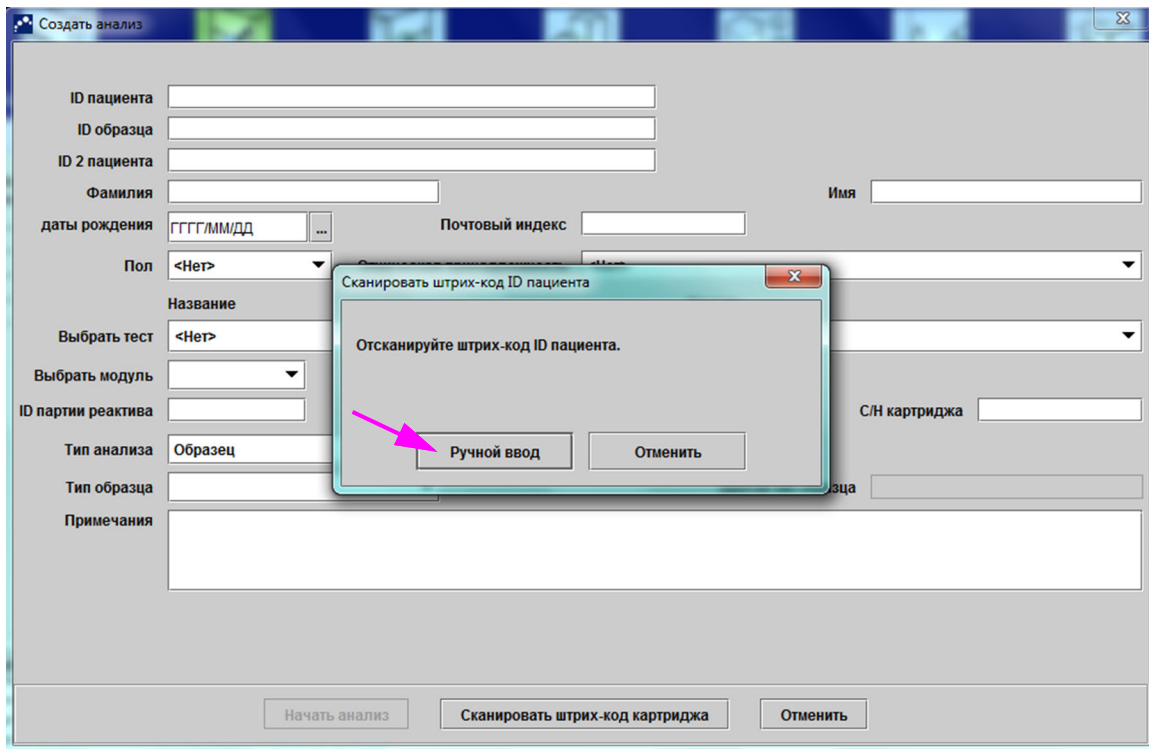 Создать анализ
ID пациента
ID образца
ID 2 пациента
Фамилия
Имя
даты рождения ГГГГ/ММ/ДД ... Почтовый индекс
Пол <Нет>
Сканировать штрих-код ID пациента
Название
Отсканируйте штрих-код ID пациента.
Выбрать тест <Нет>
Выбрать модуль
ID партии реактива
С/Н картриджа
Ручной ввод Отменить
Тип анализа Образец
Тип образца
Примечания
Начать анализ Сканировать штрих-код картриджа Отменить